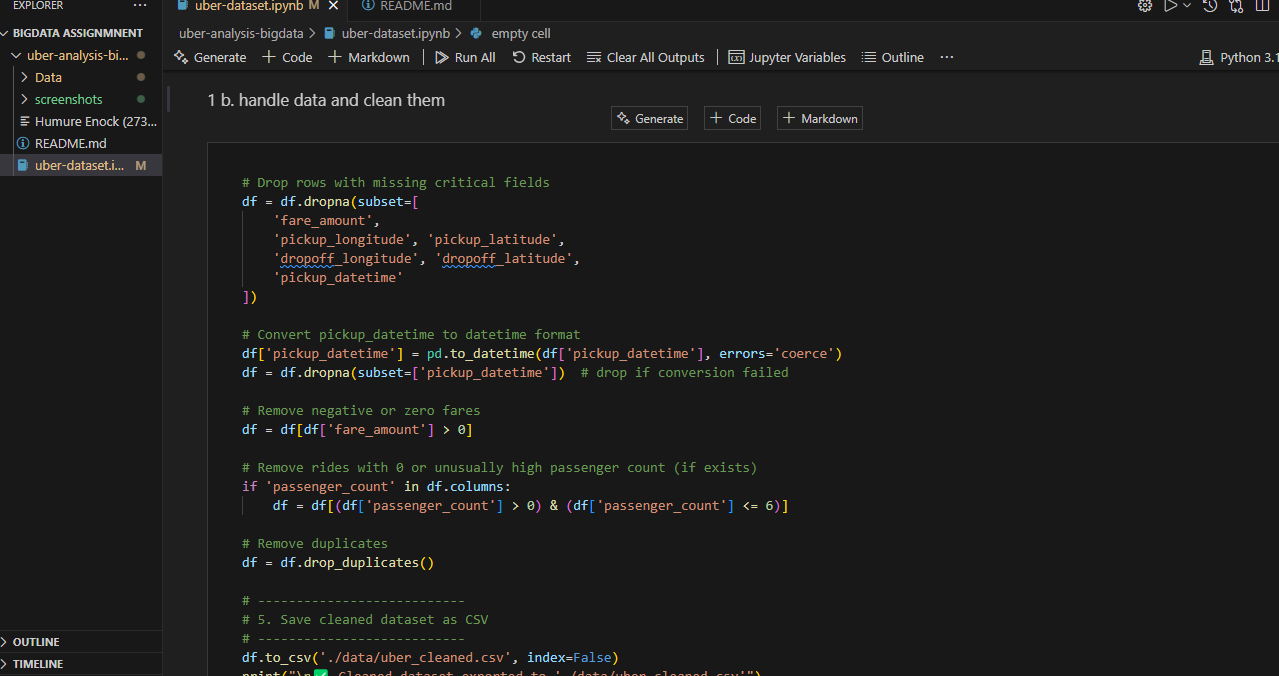 EXPLORER ...
uber-dataset.ipynb M
README.md
BIGDATA ASSIGNMNENT
uber-analysis-bi...
Data
screenshots
Humure Enock (273...
README.md
uber-dataset.i... M
OUTLINE
TIMELINE
uber-analysis-bigdata > uber-dataset.ipynb > empty cell
Generate + Code + Markdown | Run All Restart Clear All Outputs | Jupyter Variables Outline ...
Python 3.1
1 b. handle data and clean them
Generate + Code + Markdown
# Drop rows with missing critical fields
df = df.dropna(subset=[
    'fare_amount',
    'pickup_longitude', 'pickup_latitude',
    'dropoff_longitude', 'dropoff_latitude',
    'pickup_datetime'
])
# Convert pickup_datetime to datetime format
df['pickup_datetime'] = pd.to_datetime(df['pickup_datetime'], errors='coerce')
df = df.dropna(subset=['pickup_datetime'])  # drop if conversion failed
# Remove negative or zero fares
df = df[df['fare_amount'] > 0]
# Remove rides with 0 or unusually high passenger count (if exists)
if 'passenger_count' in df.columns:
    df = df[(df['passenger_count'] > 0) & (df['passenger_count'] <= 6)]
# Remove duplicates
df = df.drop_duplicates()
# ---------------------------
# 5. Save cleaned dataset as CSV
# ---------------------------
df.to_csv('./data/uber_cleaned.csv', index=False)
print("\n✅ Cleaned dataset exported to './data/uber_cleaned.csv'")